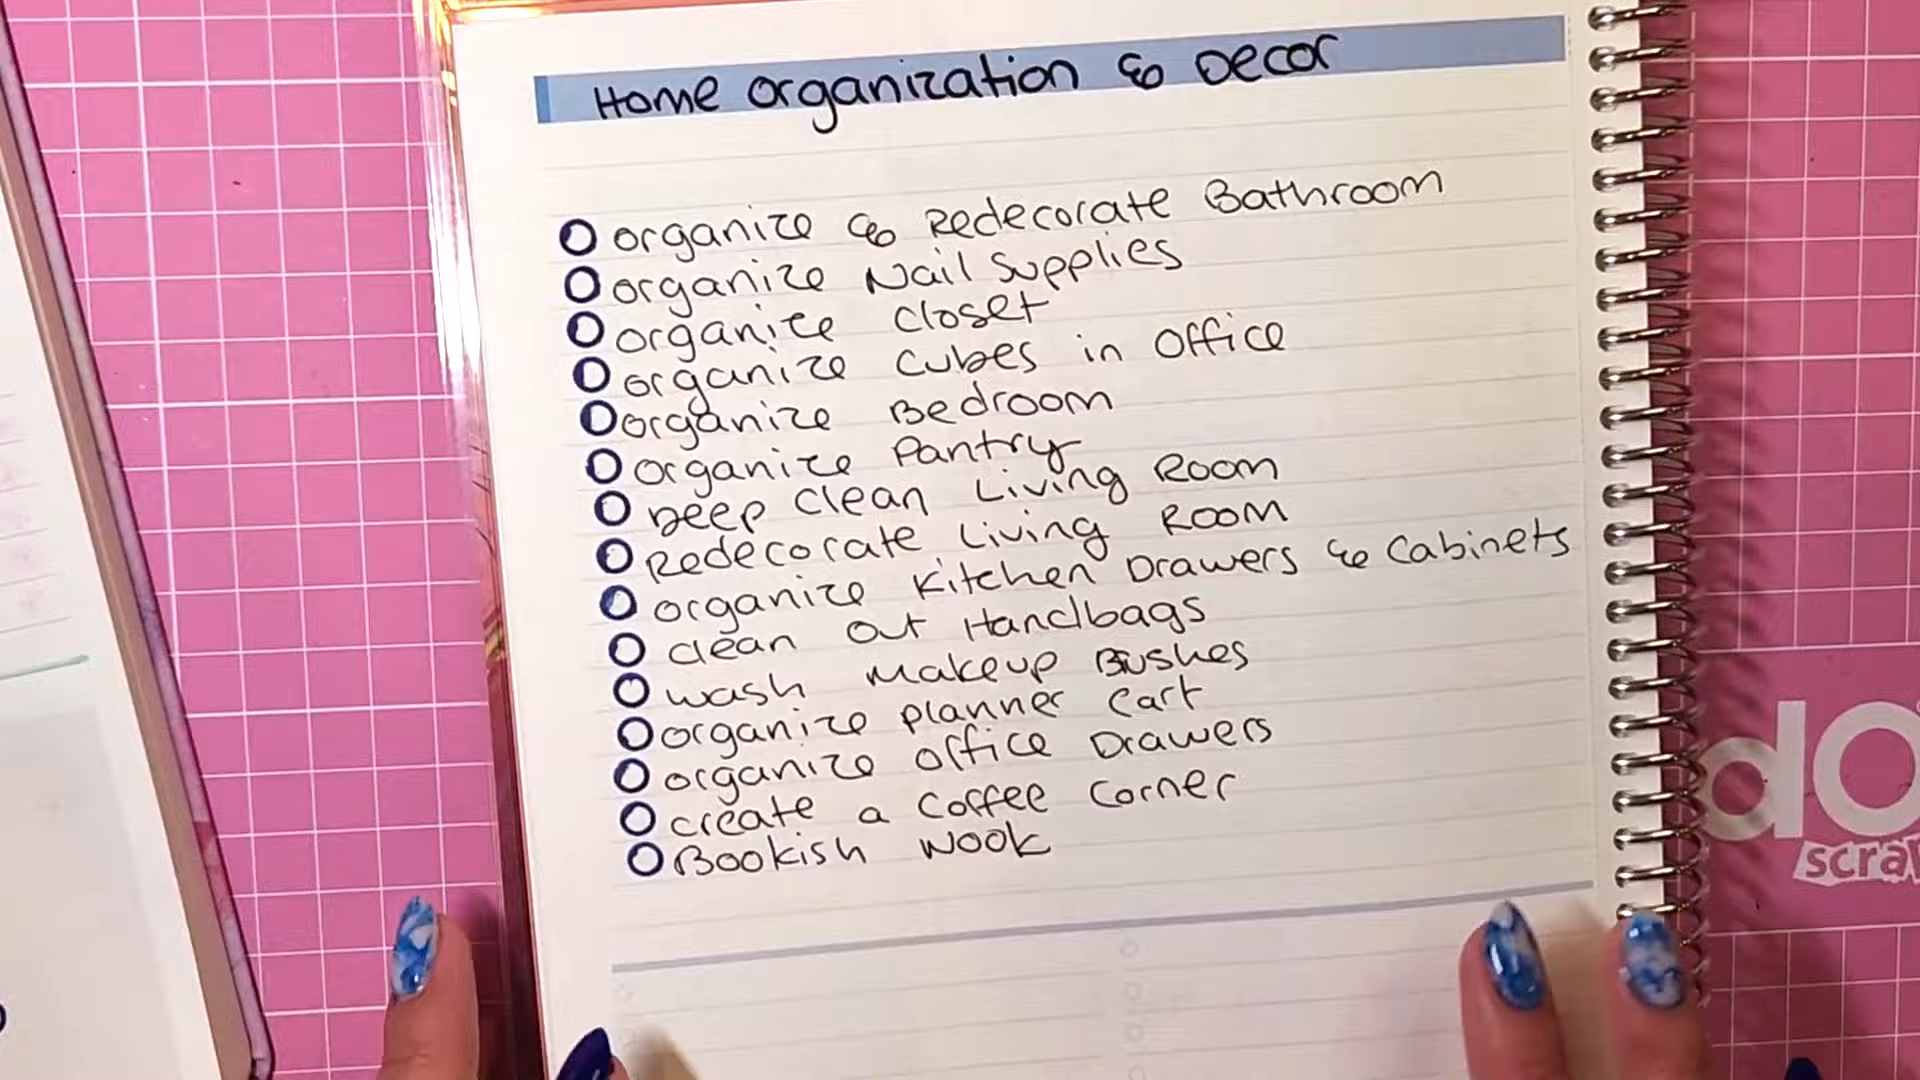 Home organization & Decor
organize & Redecorate Bathroom
organize Nail Supplies
organize closet
organize cubes in office
organize Bedroom
organize Pantry
Deep clean Living Room
Redecorate Living Room
organize Kitchen Drawers & Cabinets
clean out Handbags
wash makeup Brushes
organize planner cart
organize office Drawers
create a coffee corner
Bookish Nook
do
scra